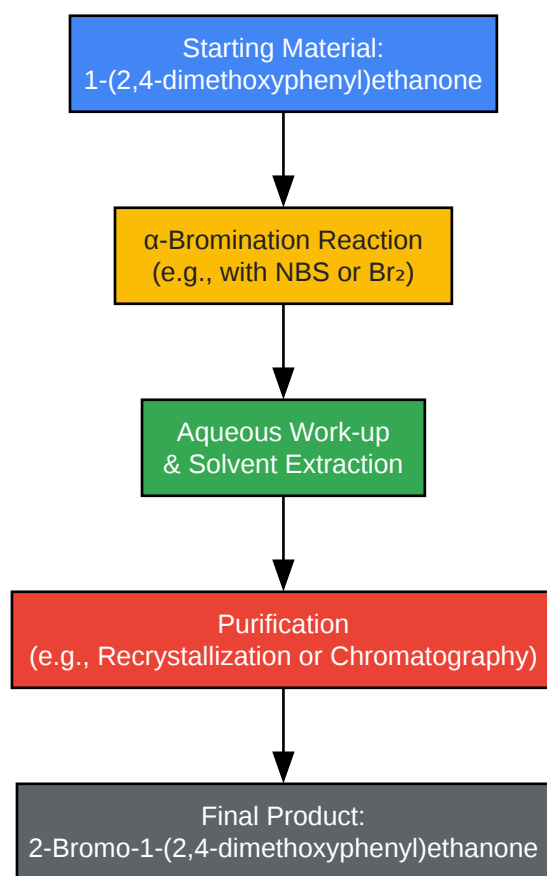 Starting Material:
1-(2,4-dimethoxyphenyl)ethanone
α-Bromination Reaction
(e.g., with NBS or Br₂)
Aqueous Work-up
& Solvent Extraction
Purification
(e.g., Recrystallization or Chromatography)
Final Product:
2-Bromo-1-(2,4-dimethoxyphenyl)ethanone